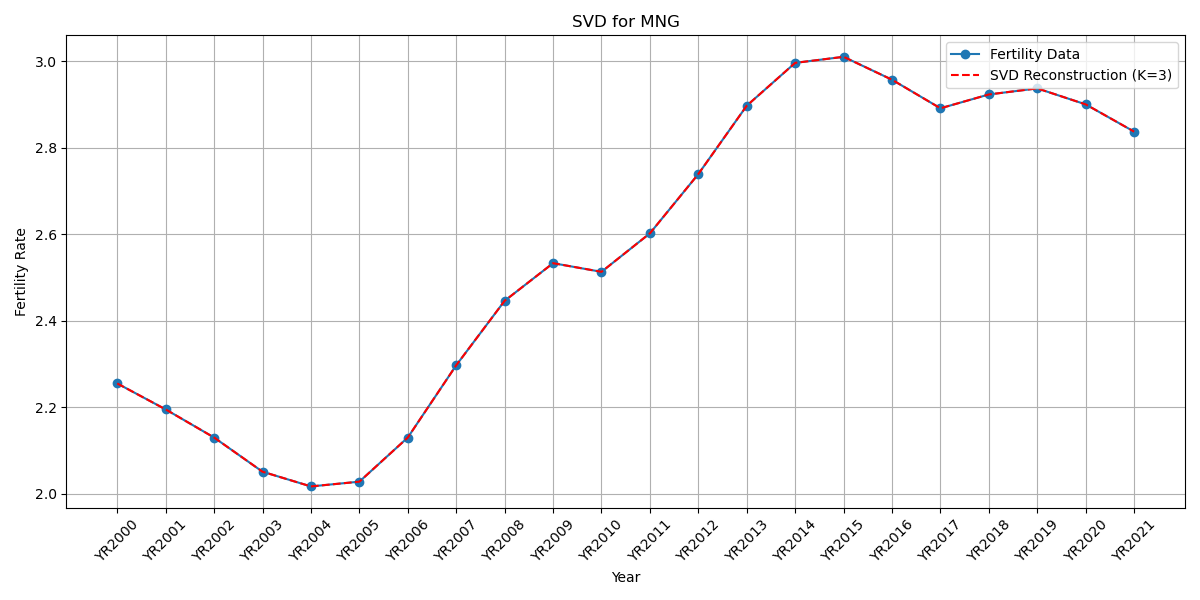 SVD for MNG
Fertility Data
SVD Reconstruction (K=3)
Fertility Rate
3.0
2.8
2.6
2.4
2.2
2.0
YR2000 YR2001 YR2002 YR2003 YR2004 YR2005 YR2006 YR2007 YR2008 YR2009 YR2010 YR2011 YR2012 YR2013 YR2014 YR2015 YR2016 YR2017 YR2018 YR2019 YR2020 YR2021
Year